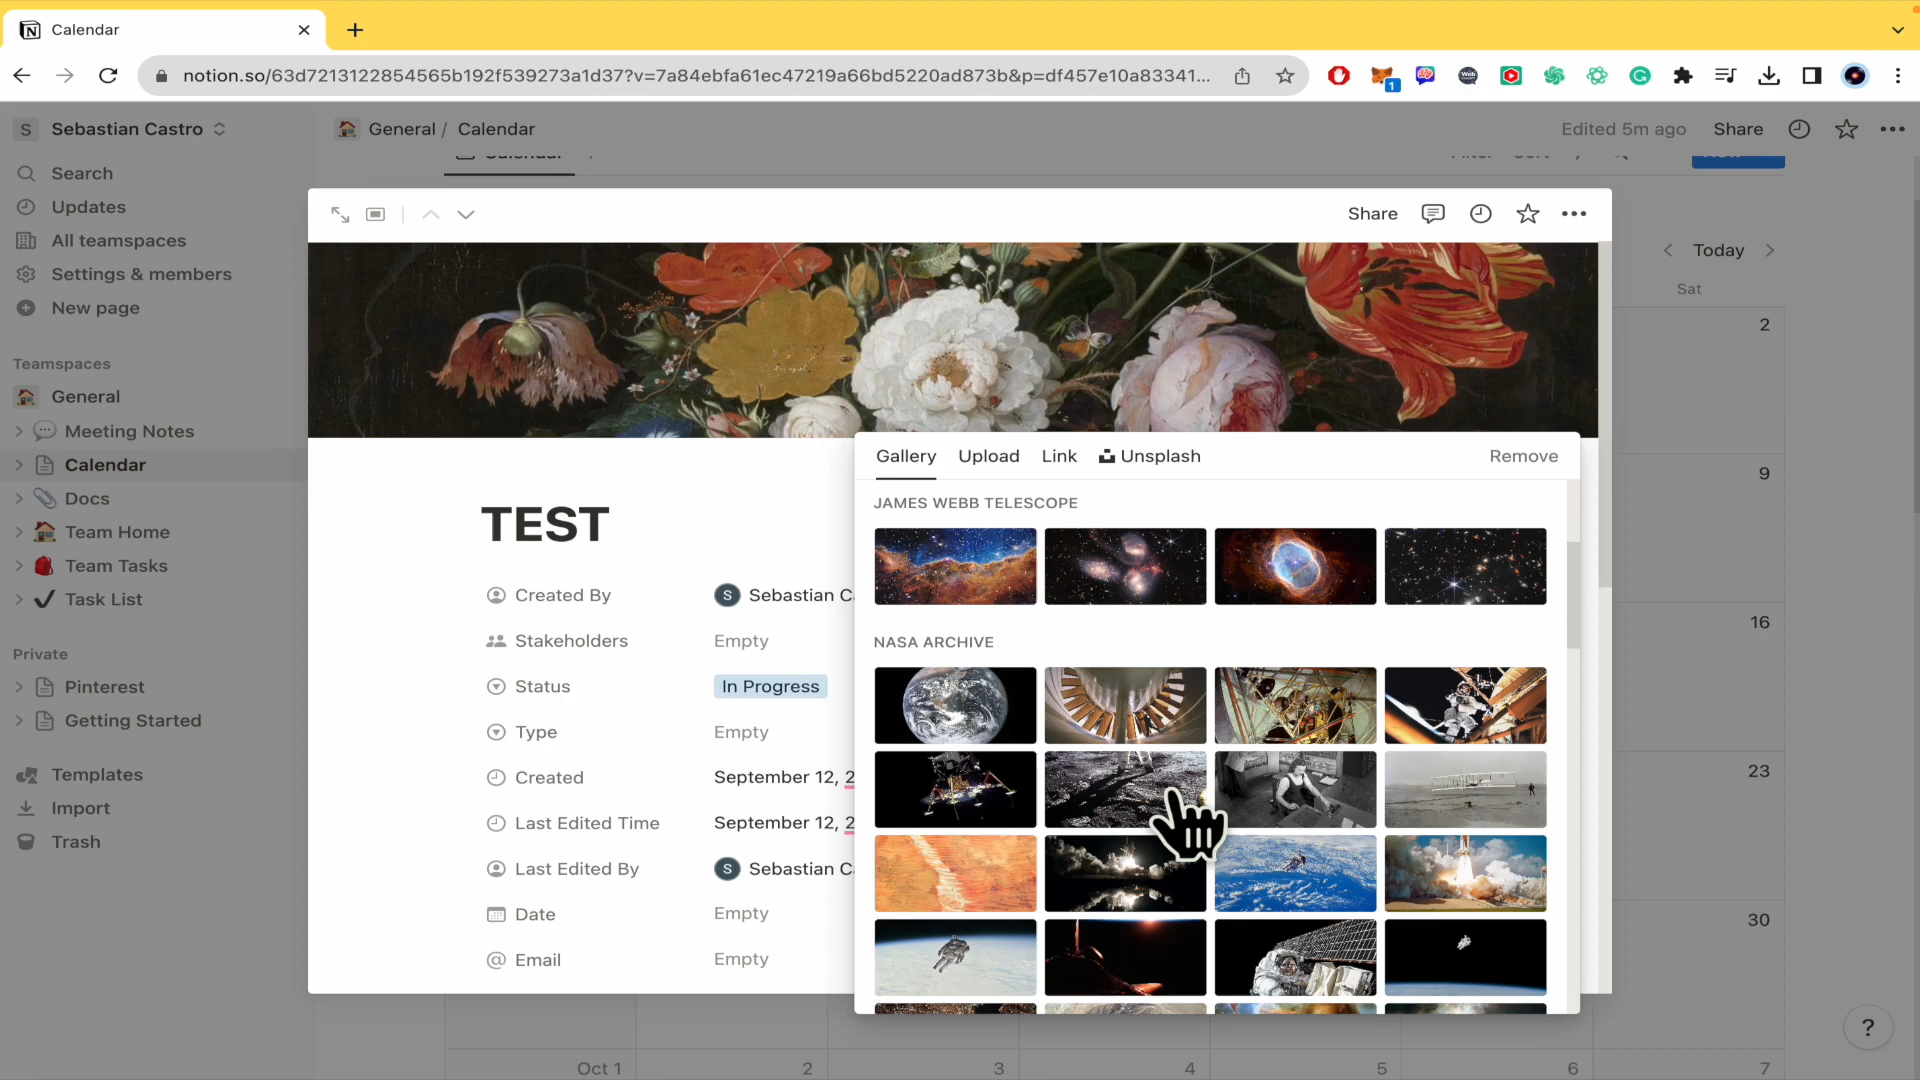 Calendar
notion.so/63d7213122854565b192f539273a1d37?v=7a84ebfa61ec47219a66bd5220ad873b&p=df457e10a83341...
1
S Sebastian Castro
General / Calendar
Edited 5m ago Share
Search
Updates
All teamspaces
Settings & members
New page
Teamspaces
General
Meeting Notes
Calendar
Docs
Team Home
Team Tasks
Task List
Private
Pinterest
Getting Started
Templates
Import
Trash
Calendar
Filter Sort
Today
Sat
2
9
16
23
30
Oct 1 2 3 4 5 6 7
?
Share
TEST
Created By S Sebastian C
Stakeholders Empty
Status In Progress
Type Empty
Created September 12, 2
Last Edited Time September 12, 2
Last Edited By S Sebastian C
Date Empty
Email Empty
Gallery Upload Link Unsplash Remove
JAMES WEBB TELESCOPE
NASA ARCHIVE